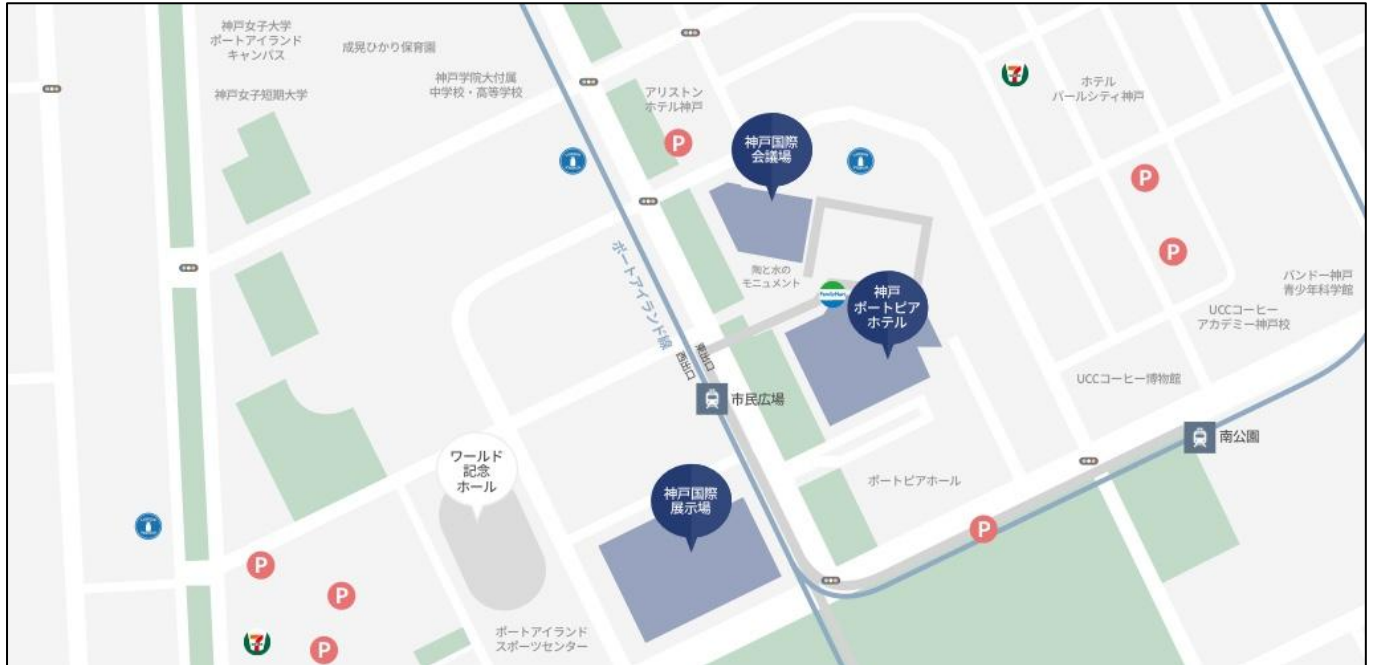 神戸女子大学
ポートアイランド
キャンパス
成晃ひかり保育園
神戸学院大付属
中学校・高等学校
神戸女子短期大学
アリストン
ホテル神戸
P
神戸国際
会議場
7
ホテル
パールシティ神戸
P
P
ポートアイランド線
陶と水の
モニュメント
FamilyMart
神戸
ポートピア
ホテル
バンドー神戸
青少年科学館
UCCコーヒー
アカデミー神戸校
UCCコーヒー博物館
東出口
西出口
市民広場
南公園
ワールド
記念
ホール
神戸国際
展示場
ポートピアホール
P
P
P
7
P
ポートアイランド
スポーツセンター